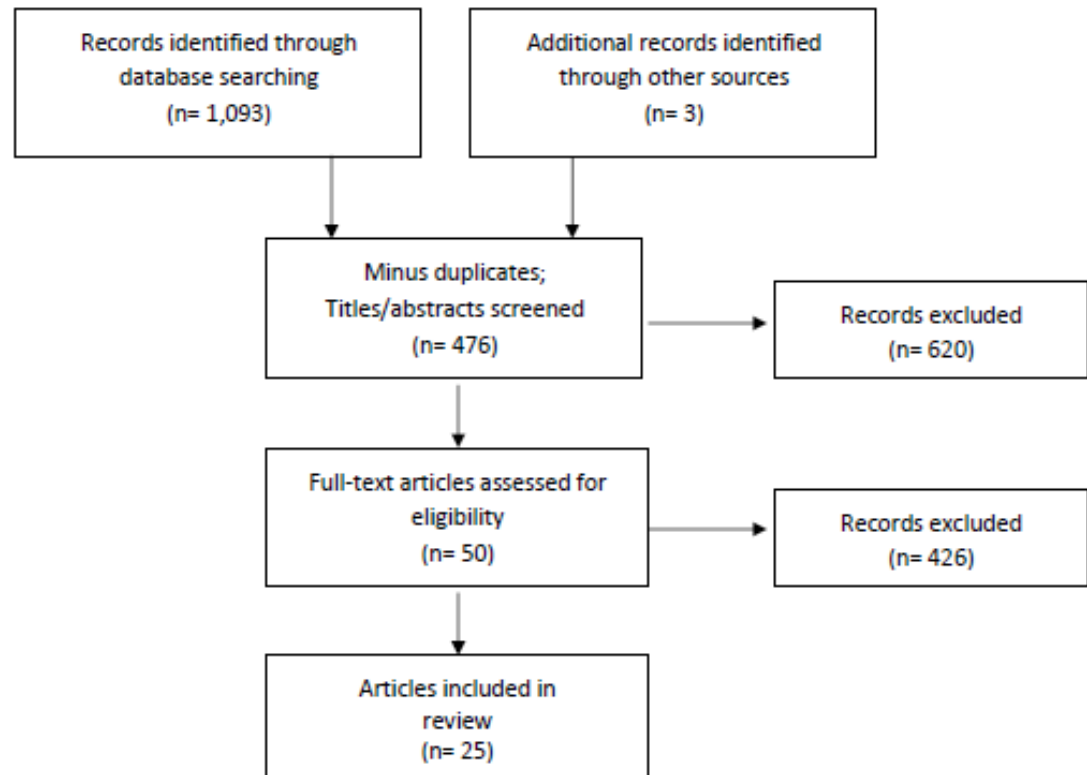 Records identified through
database searching
(n= 1,093)
Additional records identified
through other sources
(n= 3)
Minus duplicates;
Titles/abstracts screened
(n= 476)
Records excluded
(n= 620)
Full-text articles assessed for
eligibility
(n= 50)
Records excluded
(n= 426)
Articles included in
review
(n= 25)